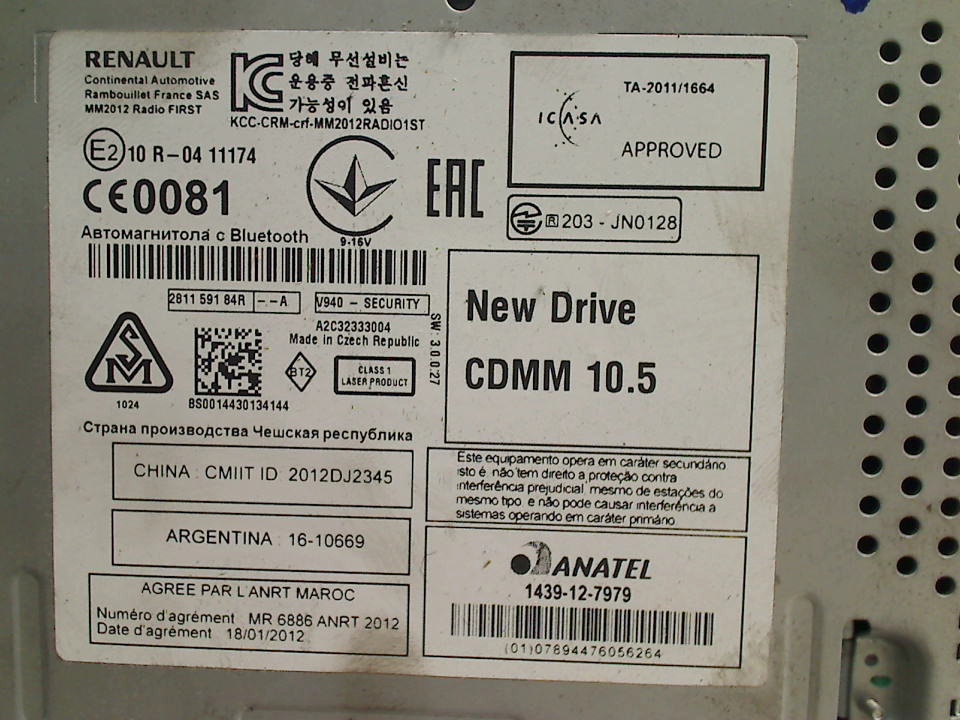 RENAULT
Continental Automotive
Rambouillet France SAS
MM2012 Radio FIRST
당해 무선설비는
운용중 전파혼신
가능성이 있음
KCC-CRM-crf-MM2012RADIO1ST
E2 10 R-04 11174
CE0081
9-16V
EAC
TA-2011/1664
ICASA
APPROVED
R 203 - JN0128
Автомагнитола с Bluetooth
2811 591 84R --A
V940 - SECURITY
A2C32333004
Made in Czech Republic
SW: 3.0.0.27
SM
1024
BS0014430134144
BT2
CLASS 1
LASER PRODUCT
New Drive
CDMM 10.5
Страна производства Чешская республика
CHINA : CMIIT ID: 2012DJ2345
ARGENTINA : 16-10669
AGREE PAR L'ANRT MAROC
Numéro d'agrément : MR 6886 ANRT 2012
Date d'agrément : 18/01/2012
Este equipamento opera em caráter secundário,
isto é, não tem direito a proteção contra
interferência prejudicial, mesmo de estações do
mesmo tipo, e não pode causar interferência a
sistemas operando em caráter primário.
ANATEL
1439-12-7979
(01)07894476056264